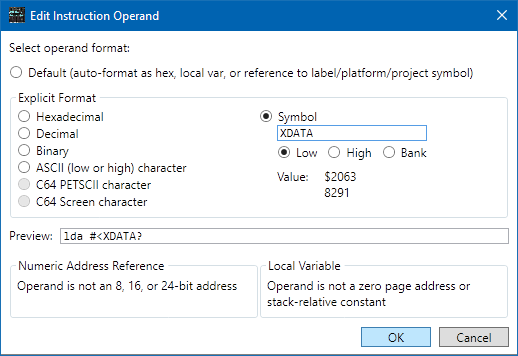 Edit Instruction Operand
Select operand format:
Default (auto-format as hex, local var, or reference to label/platform/project symbol)
Explicit Format
Hexadecimal
Decimal
Binary
ASCII (low or high) character
C64 PETSCII character
C64 Screen character
Symbol
XDATA
Low High Bank
Value: $2063
8291
Preview: lda #<XDATA?
Numeric Address Reference
Operand is not an 8, 16, or 24-bit address
Local Variable
Operand is not a zero page address or
stack-relative constant
OK Cancel